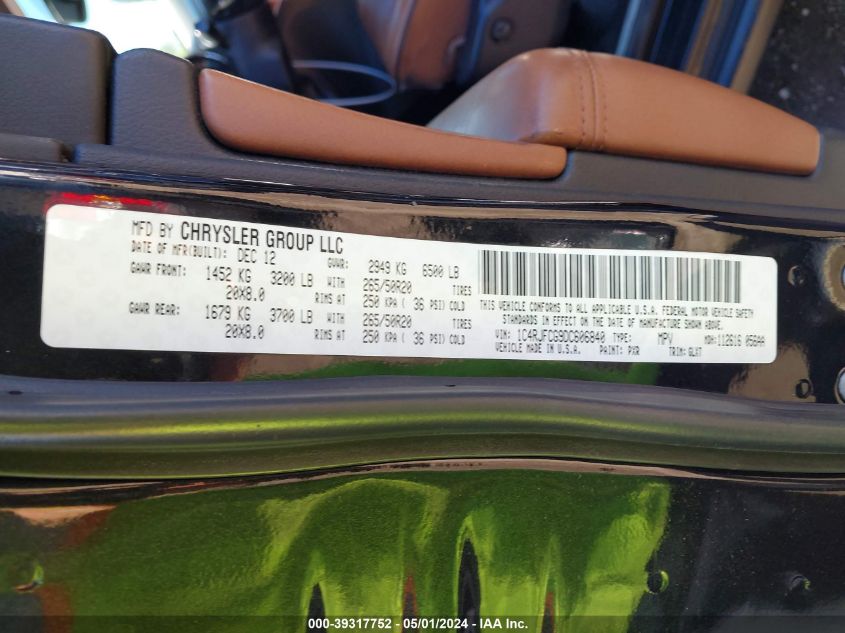 MFD BY CHRYSLER GROUP LLC
DATE OF MFR(BUILT): DEC 12 GVWR: 2949 KG 6500 LB
GAWR FRONT: 1452 KG 3200 LB WITH 265/50R20 TIRES
20X8.0 RIMS AT 250 KPA ( 36 PSI) COLD
GAWR REAR: 1679 KG 3700 LB WITH 265/50R20 TIRES
20X8.0 RIMS AT 250 KPA ( 36 PSI) COLD
THIS VEHICLE CONFORMS TO ALL APPLICABLE U.S.A. FEDERAL MOTOR VEHICLE SAFETY
STANDARDS IN EFFECT ON THE DATE OF MANUFACTURE SHOWN ABOVE.
VIN: 1C4RJFCG9DC606840 TYPE: MPV MDH:112616 056AA
VEHICLE MADE IN U.S.A. PAINT: PXR TRIM: GLXT
000-39317752 - 05/01/2024 - IAA Inc.